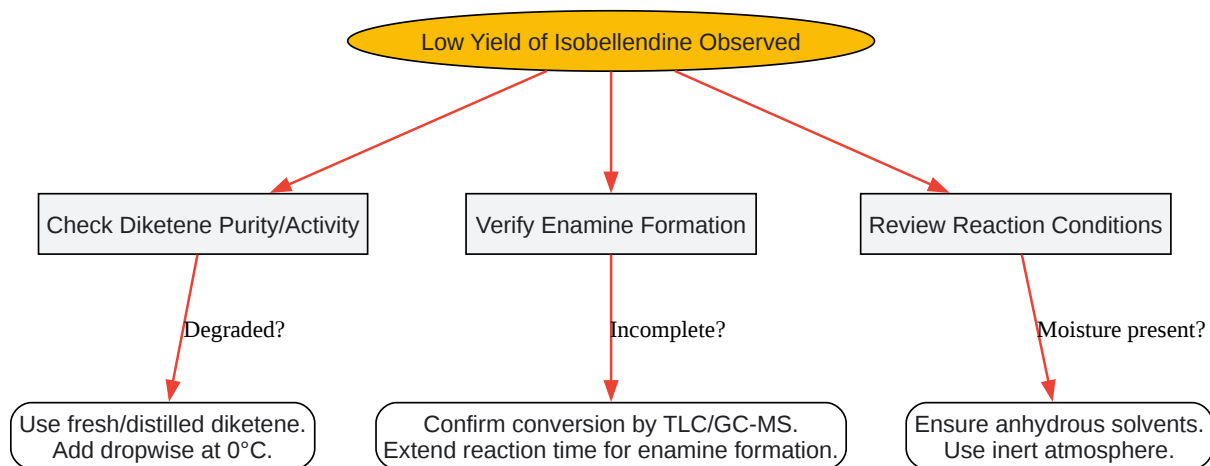 Low Yield of Isobellendine Observed
Check Diketene Purity/Activity
Verify Enamine Formation
Review Reaction Conditions
Degraded?
Incomplete?
Moisture present?
Use fresh/distilled diketene.
Add dropwise at 0°C.
Confirm conversion by TLC/GC-MS.
Extend reaction time for enamine formation.
Ensure anhydrous solvents.
Use inert atmosphere.